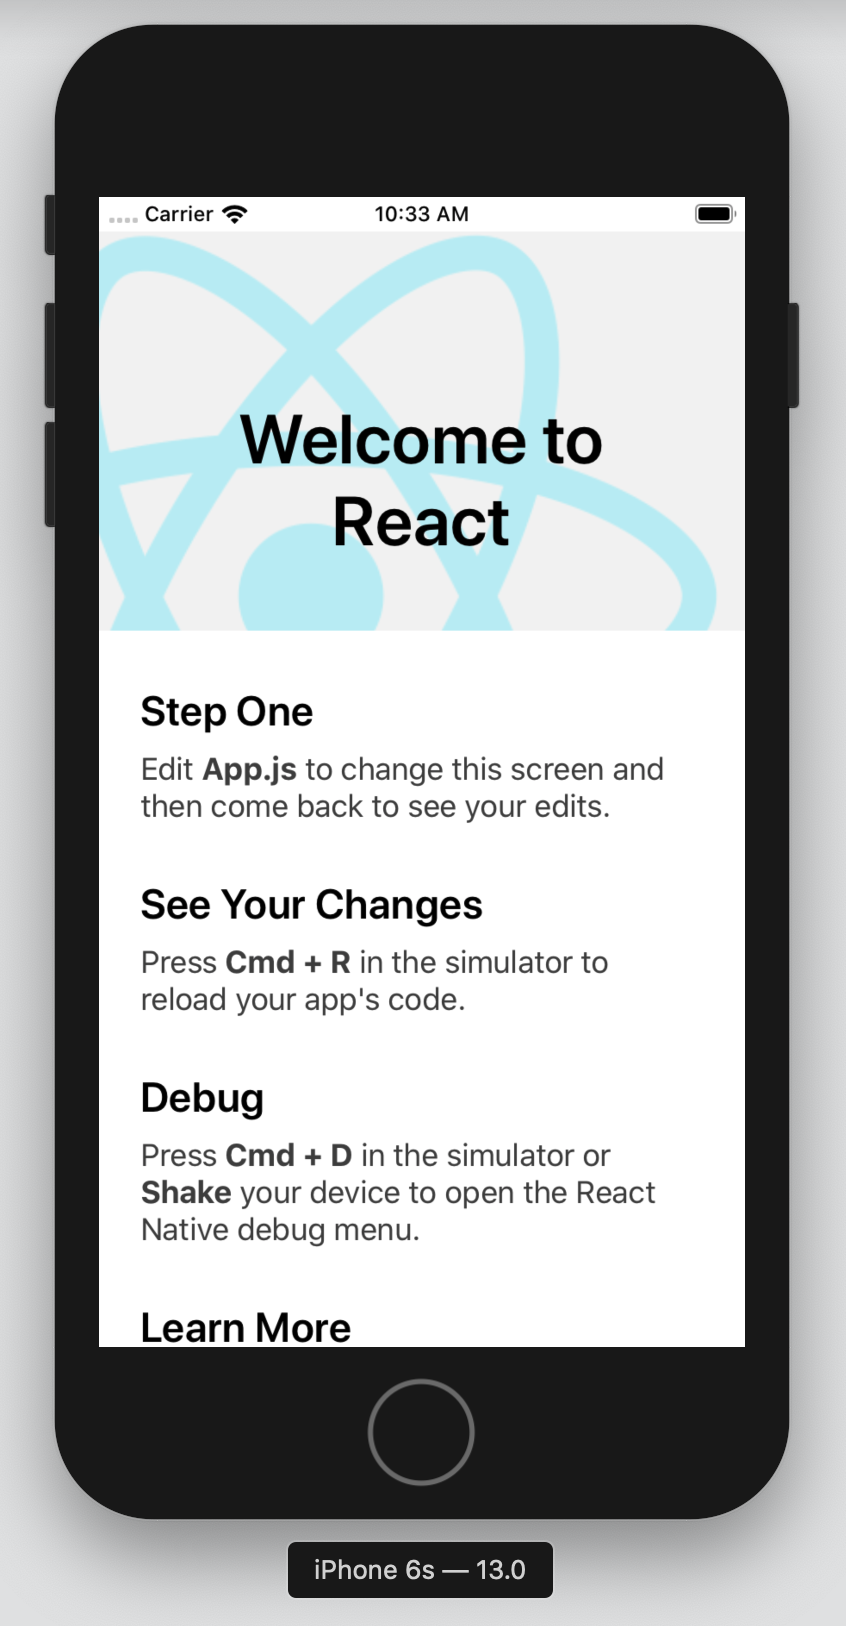 Carrier
10:33 AM
Welcome to
React
Step One
Edit App.js to change this screen and
then come back to see your edits.
See Your Changes
Press Cmd + R in the simulator to
reload your app's code.
Debug
Press Cmd + D in the simulator or
Shake your device to open the React
Native debug menu.
Learn More
iPhone 6s — 13.0